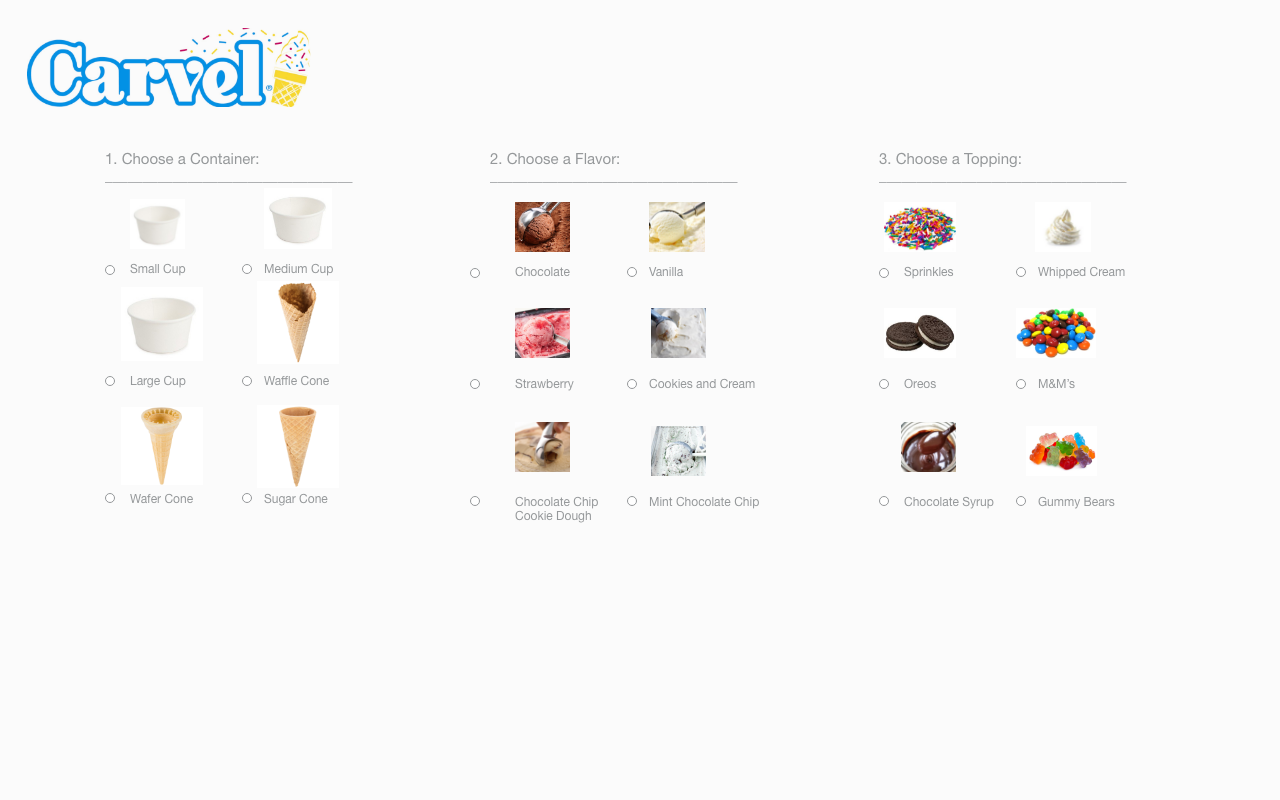 Carvel®
1. Choose a Container:
Small Cup
Medium Cup
Large Cup
Waffle Cone
Wafer Cone
Sugar Cone
2. Choose a Flavor:
Chocolate
Vanilla
Strawberry
Cookies and Cream
Chocolate Chip
Cookie Dough
Mint Chocolate Chip
3. Choose a Topping:
Sprinkles
Whipped Cream
Oreos
M&M's
Chocolate Syrup
Gummy Bears